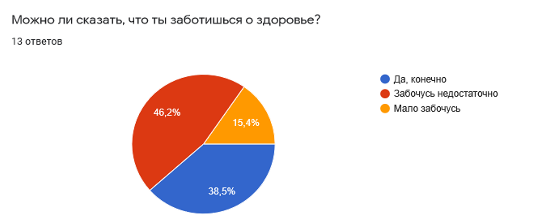 Можно ли сказать, что ты заботишься о здоровье?
13 ответов
Да, конечно
Забочусь недостаточно
Мало забочусь
46,2%
15,4%
38,5%